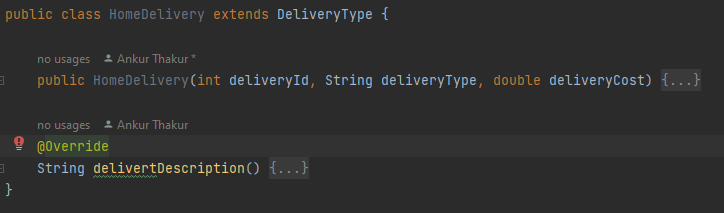 public class HomeDelivery extends DeliveryType {
no usages Ankur Thakur *
public HomeDelivery(int deliveryId, String deliveryType, double deliveryCost) {...}
no usages Ankur Thakur
@Override
String delivertDescription() {...}
}